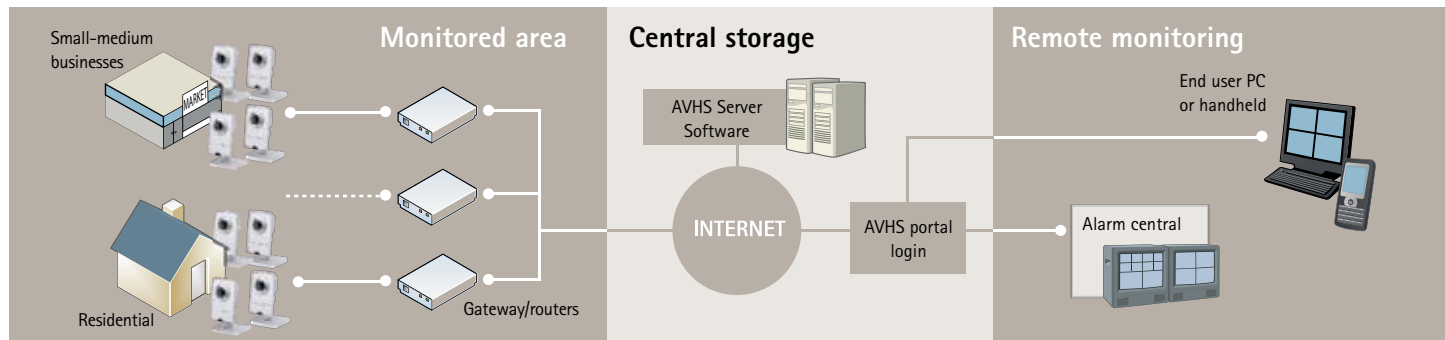 Monitored area
Small-medium
businesses
MARKET
Residential
Gateway/routers
Central storage
AVHS Server
Software
INTERNET
AVHS portal
login
Remote monitoring
End user PC
or handheld
Alarm central